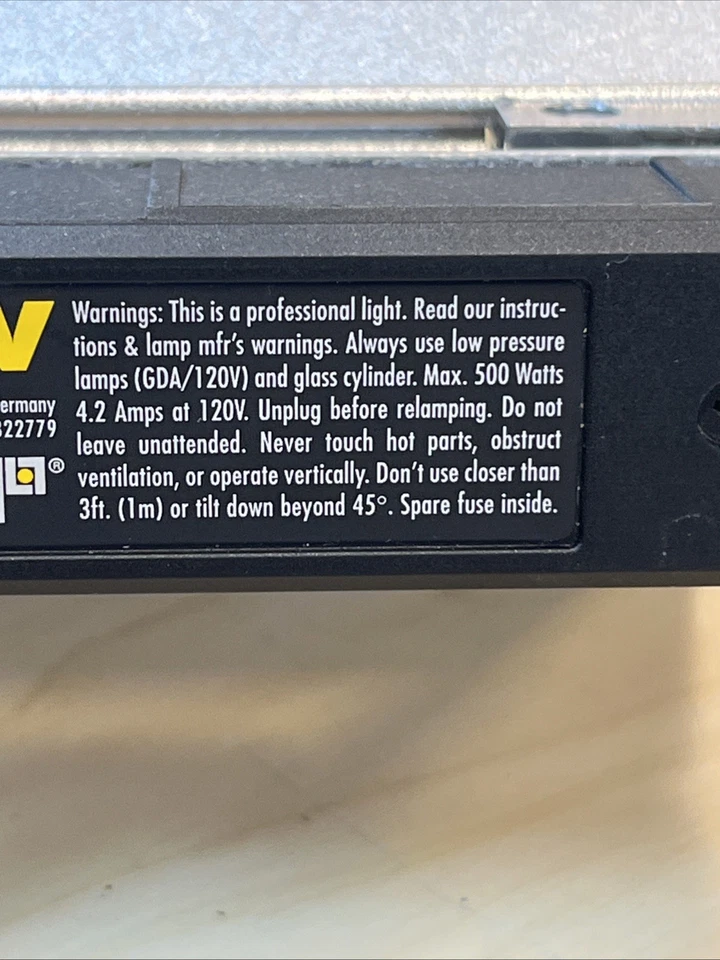 Warnings: This is a professional light. Read our instruc-
tions & lamp mfr's warnings. Always use low pressure
lamps (GDA/120V) and glass cylinder. Max. 500 Watts
4.2 Amps at 120V. Unplug before relamping. Do not
leave unattended. Never touch hot parts, obstruct
ventilation, or operate vertically. Don't use closer than
3ft. (1m) or tilt down beyond 45°. Spare fuse inside.
ermany
322779
®